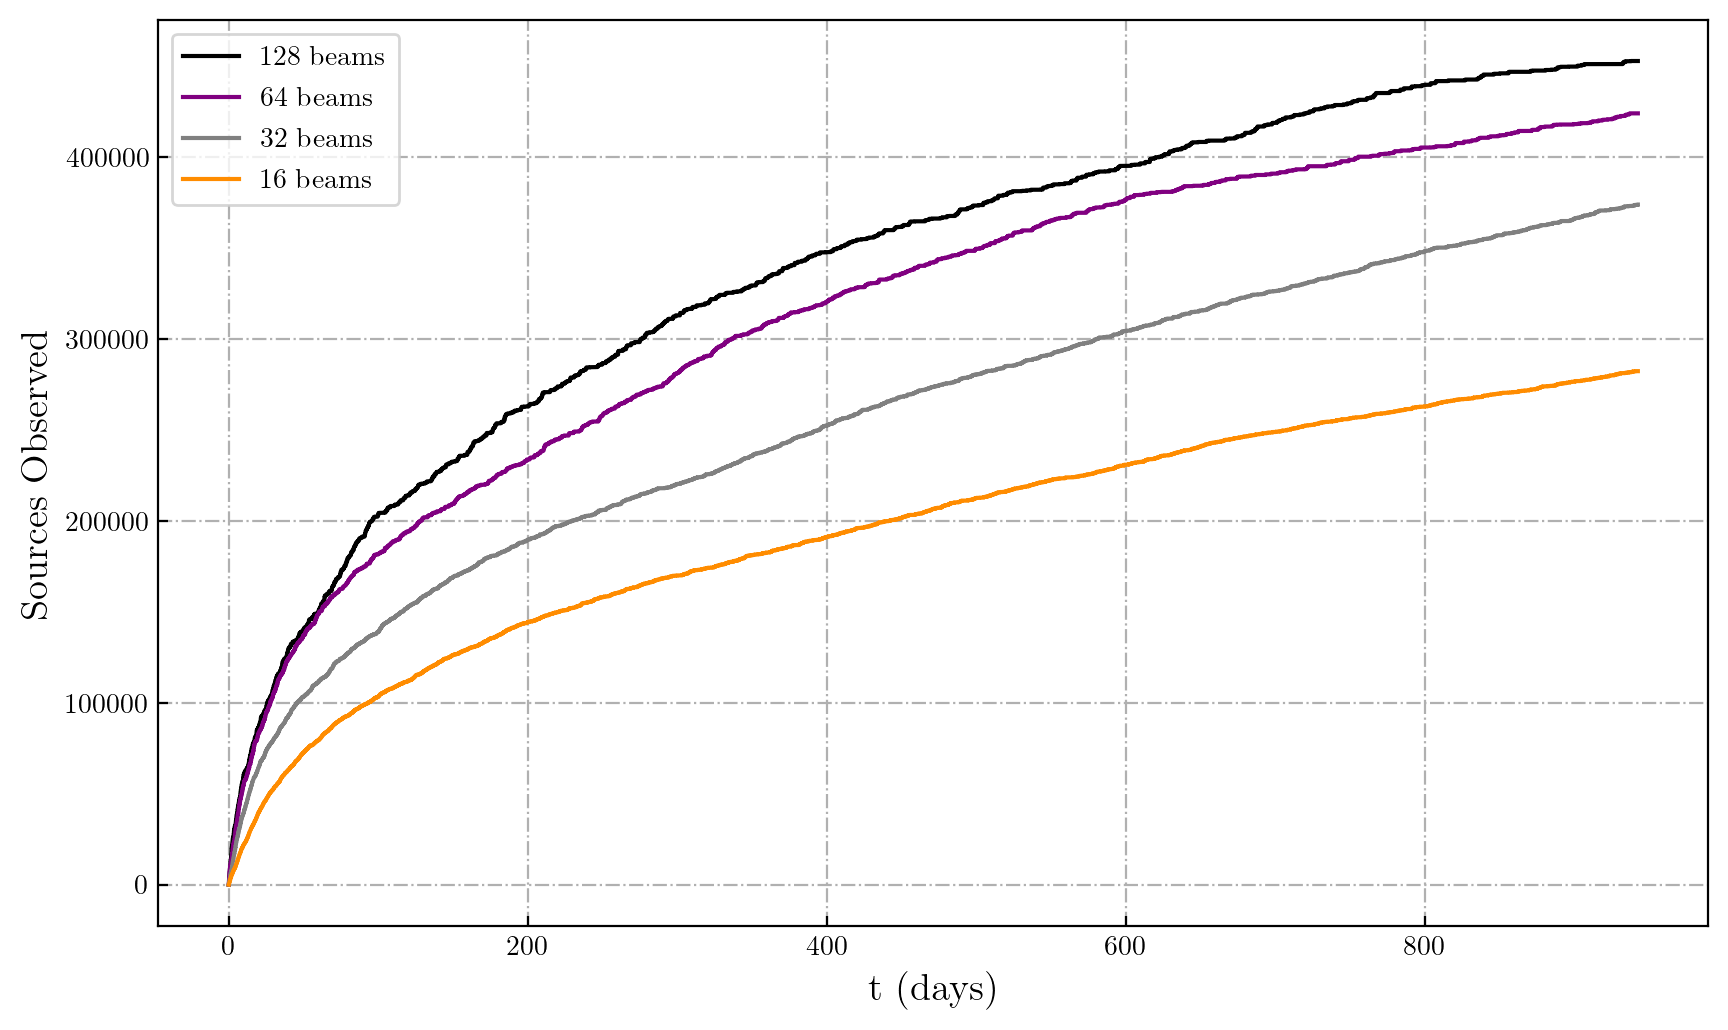 128 beams
64 beams
32 beams
16 beams
400000
300000
200000
100000
0
Sources Observed
0 200 400 600 800
t (days)